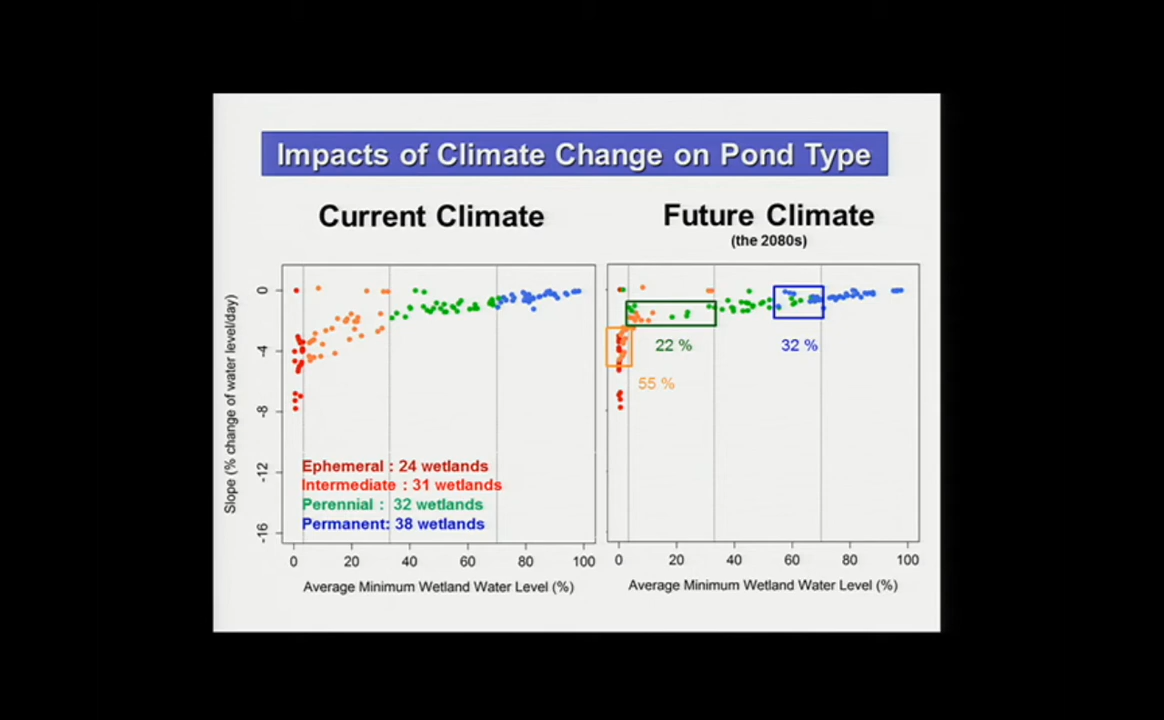 Impacts of Climate Change on Pond Type
Current Climate
Future Climate
(the 2080s)
Slope (% change of water level/day)
0
-4
-8
-12
-16
Ephemeral : 24 wetlands
Intermediate : 31 wetlands
Perennial : 32 wetlands
Permanent: 38 wetlands
0 20 40 60 80 100
Average Minimum Wetland Water Level (%)
22 %
32 %
55 %
0 20 40 60 80 100
Average Minimum Wetland Water Level (%)